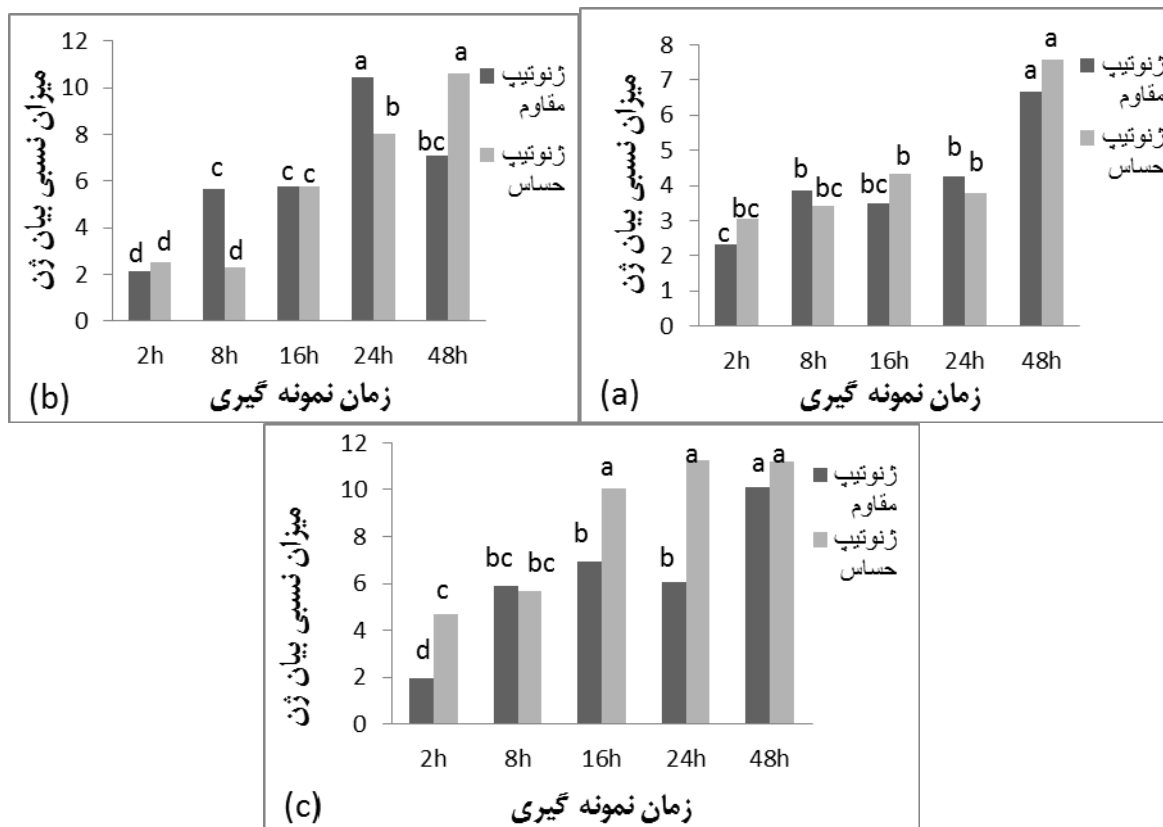 12
10
8
6
4
2
0
d d
c d
c c
a b
bc a
2h 8h 16h 24h 48h
میزان نسبی بیان ژن
زمان نمونه گیری
ژنوتیپ
مقاوم
ژنوتیپ
حساس
(b)
8
7
6
5
4
3
2
1
0
c bc
b bc
bc b
b b
a a
2h 8h 16h 24h 48h
میزان نسبی بیان ژن
زمان نمونه گیری
ژنوتیپ
مقاوم
ژنوتیپ
حساس
(a)
12
10
8
6
4
2
0
d c
bc bc
b a
b a
a a
2h 8h 16h 24h 48h
میزان نسبی بیان ژن
زمان نمونه گیری
ژنوتیپ
مقاوم
ژنوتیپ
حساس
(c)